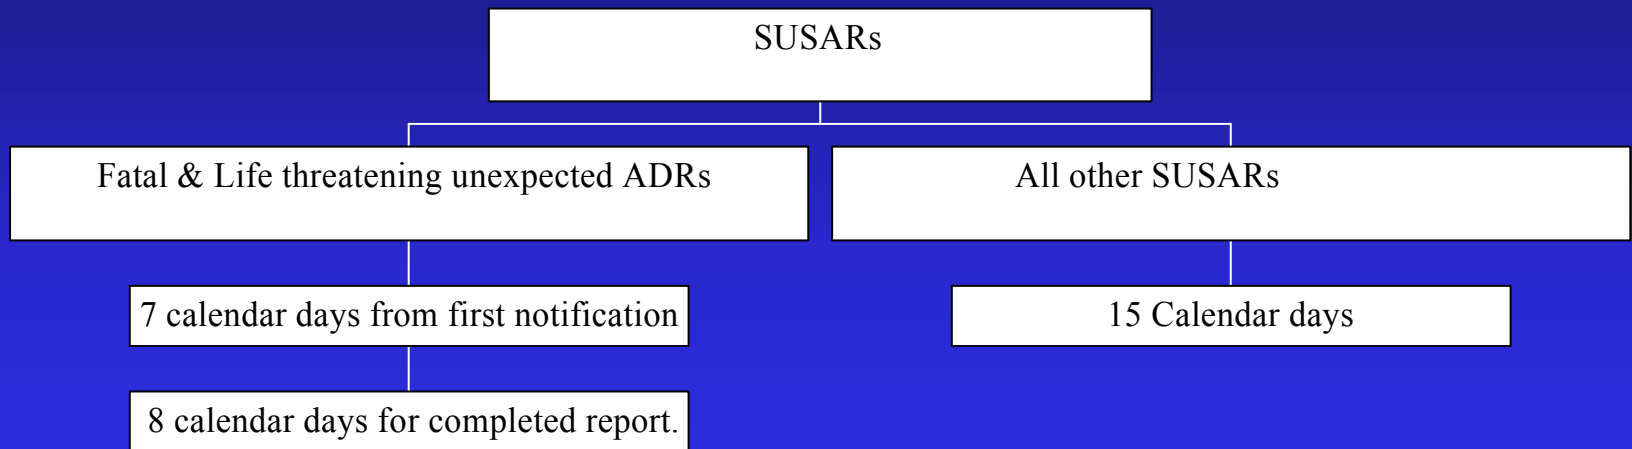 SUSARs
Fatal & Life threatening unexpected ADRs
All other SUSARs
7 calendar days from first notification
15 Calendar days
8 calendar days for completed report.